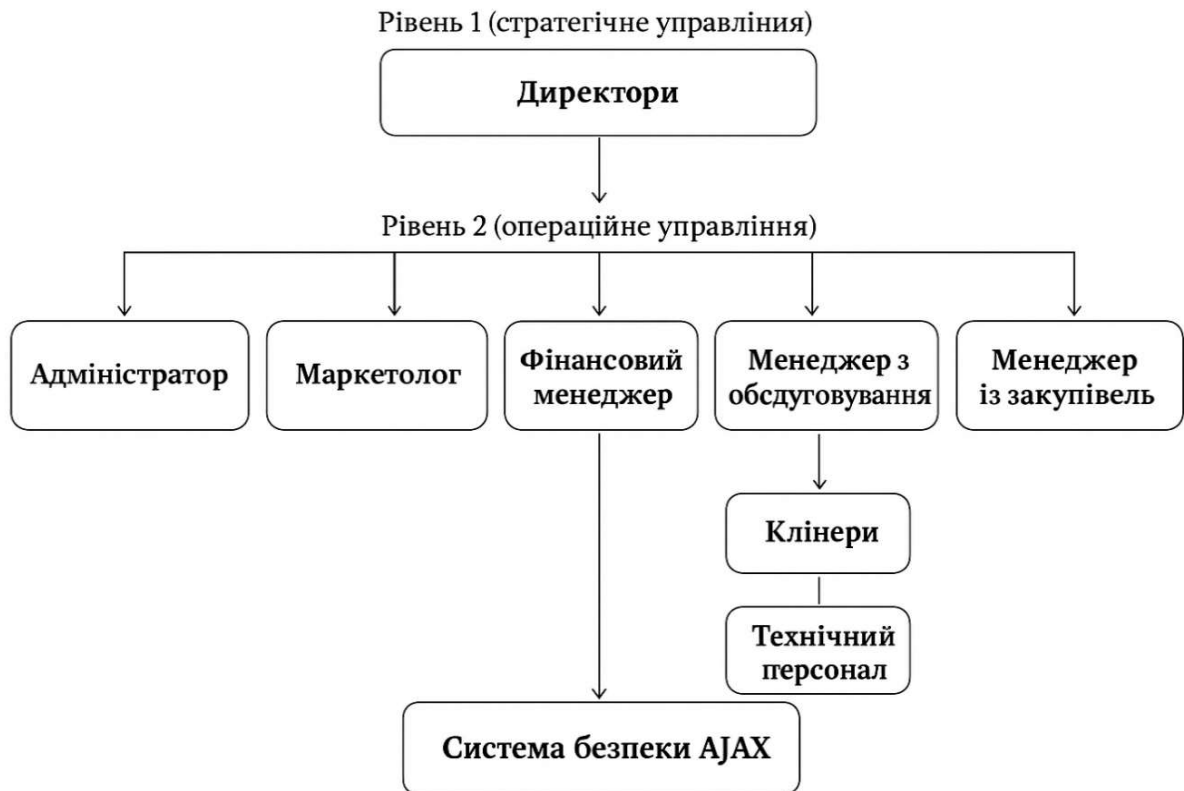 Рівень 1 (стратегічне управлiния)
Директори
Рівень 2 (операційне управління)
Адміністратор
Маркетолог
Фінансовий
менеджер
Менеджер з
обсдуговування
Менеджер
із закупівель
Клінери
Технічний
персонал
Система безпеки AJAX